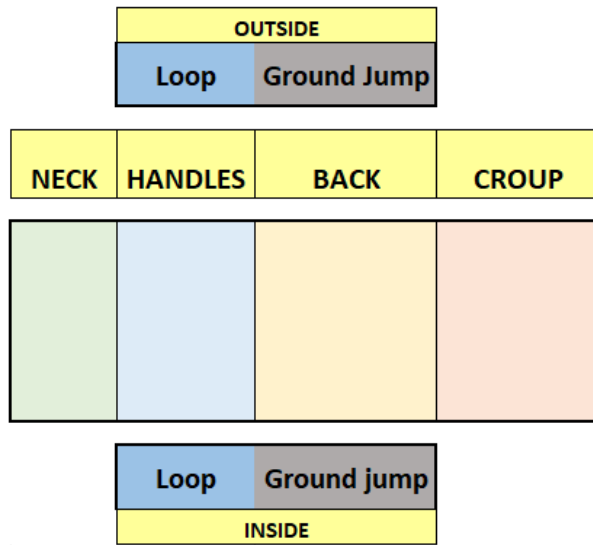 OUTSIDE
Loop Ground Jump
NECK HANDLES BACK CROUP
Loop Ground jump
INSIDE